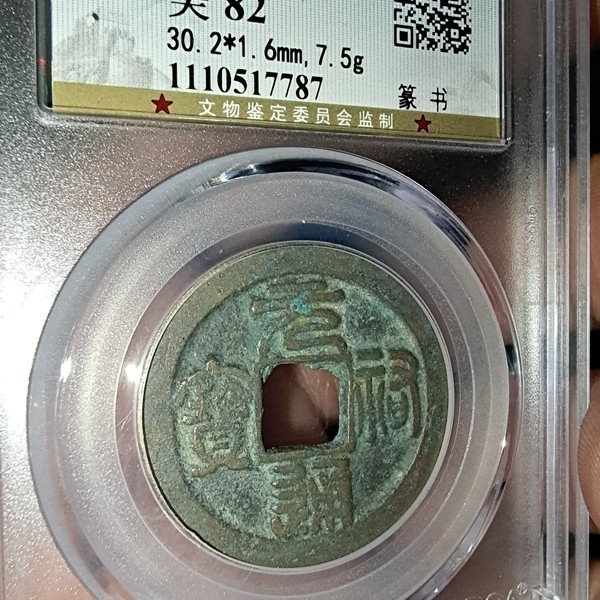 美 82
30.2*1.6mm,7.5g
1110517787
篆书
文物鉴定委员会监制
元祐通寶